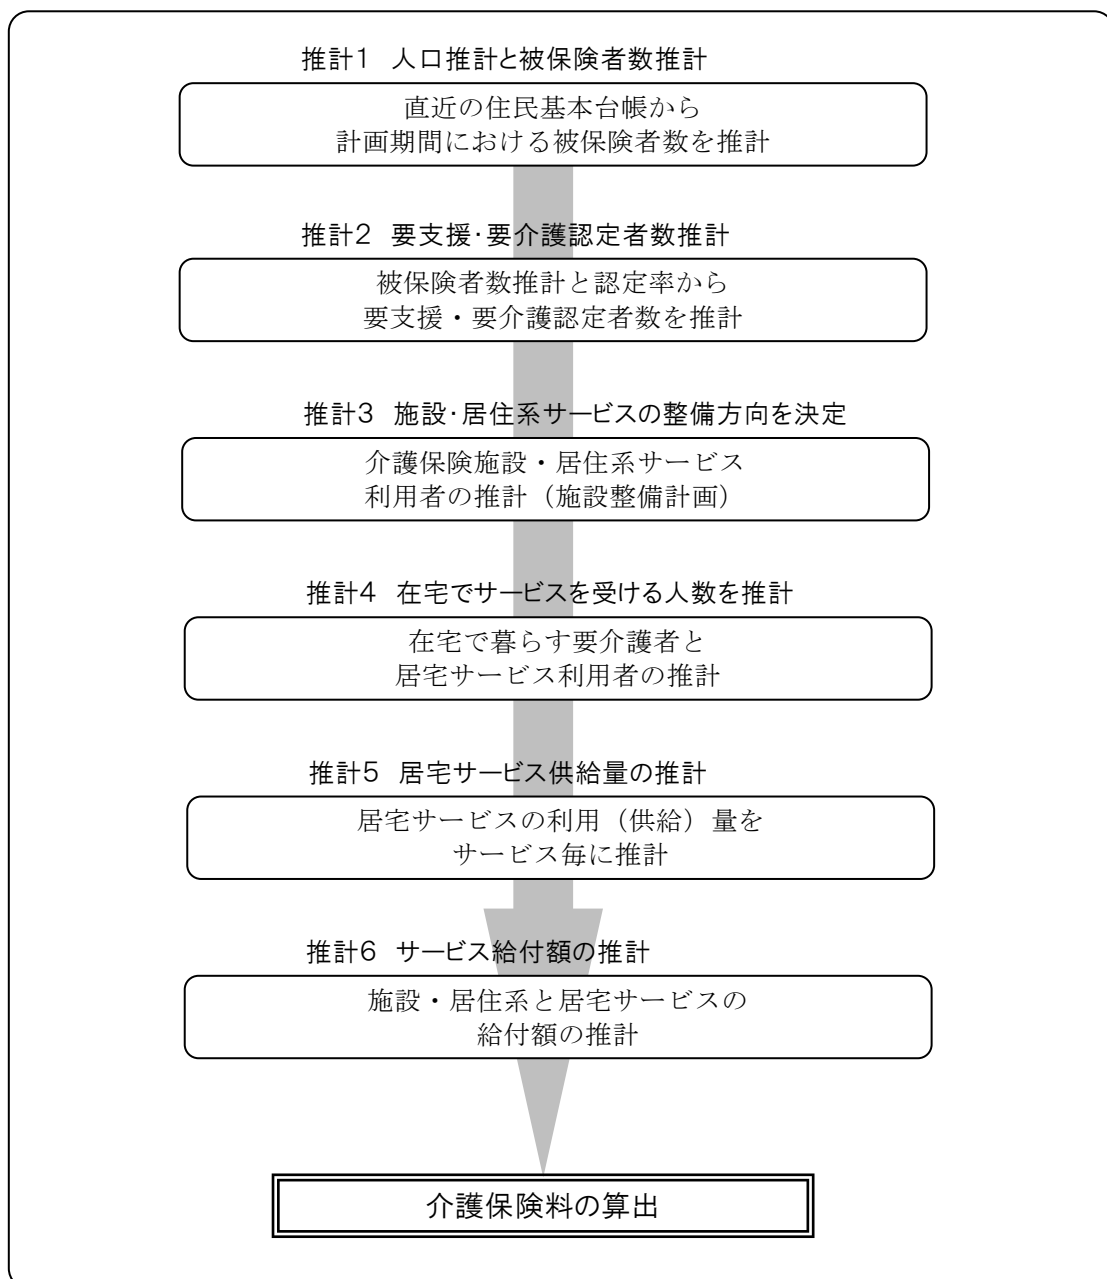 推計1 人口推計と被保険者数推計
直近の住民基本台帳から
計画期間における被保険者数を推計
推計2 要支援・要介護認定者数推計
被保険者数推計と認定率から
要支援・要介護認定者数を推計
推計3 施設・居住系サービスの整備方向を決定
介護保険施設・居住系サービス
利用者の推計（施設整備計画）
推計4 在宅でサービスを受ける人数を推計
在宅で暮らす要介護者と
居宅サービス利用者の推計
推計5 居宅サービス供給量の推計
居宅サービスの利用（供給）量を
サービス毎に推計
推計6 サービス給付額の推計
施設・居住系と居宅サービスの
給付額の推計
介護保険料の算出